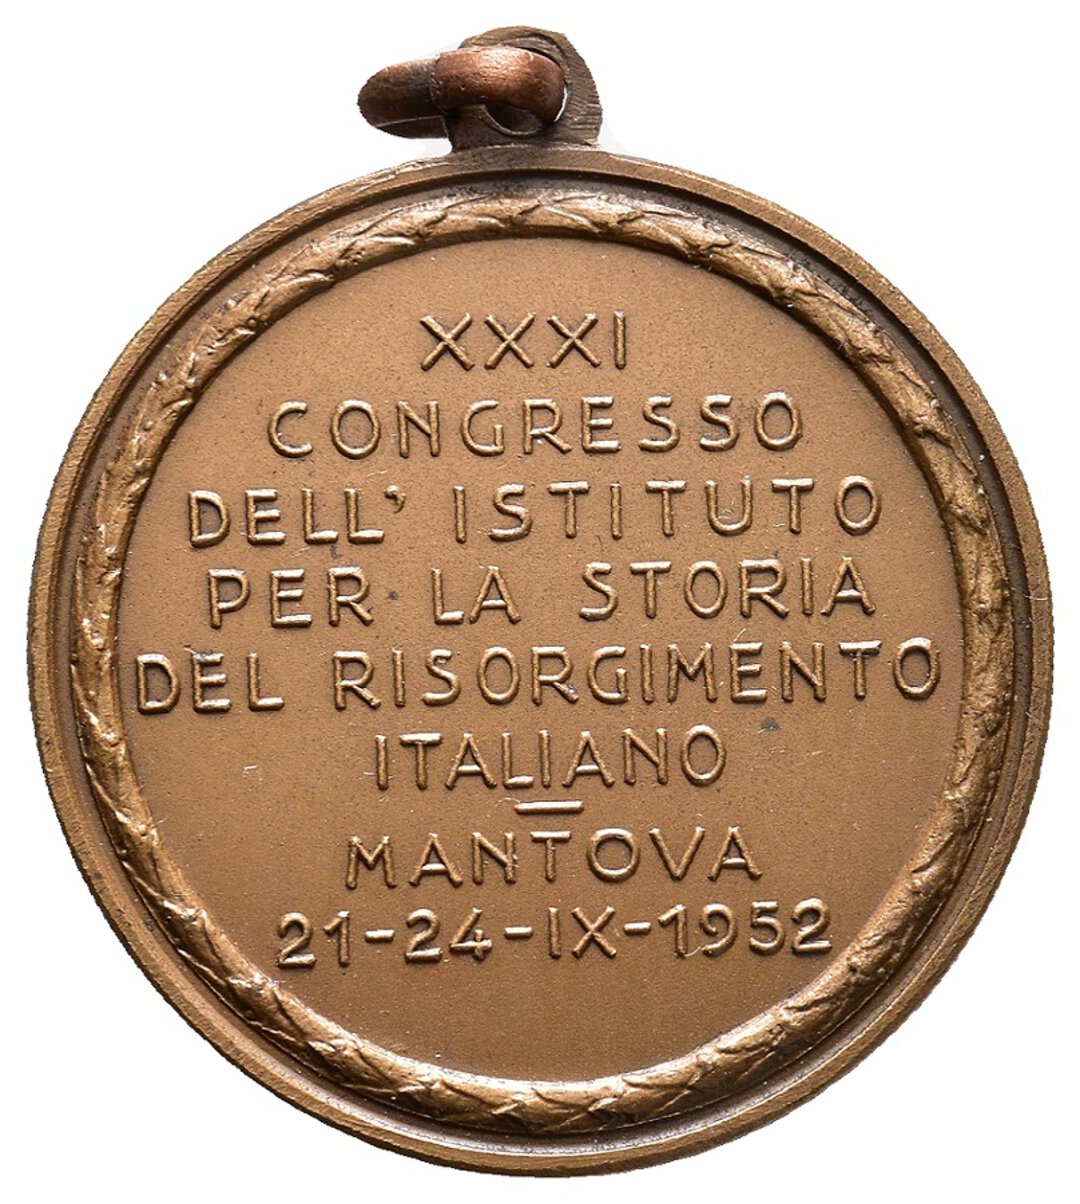 XXXI
CONGRESSO
DELL' ISTITUTO
PER LA STORIA
DEL RISORGIMENTO
ITALIANO
—
MANTOVA
21-24-IX-1952